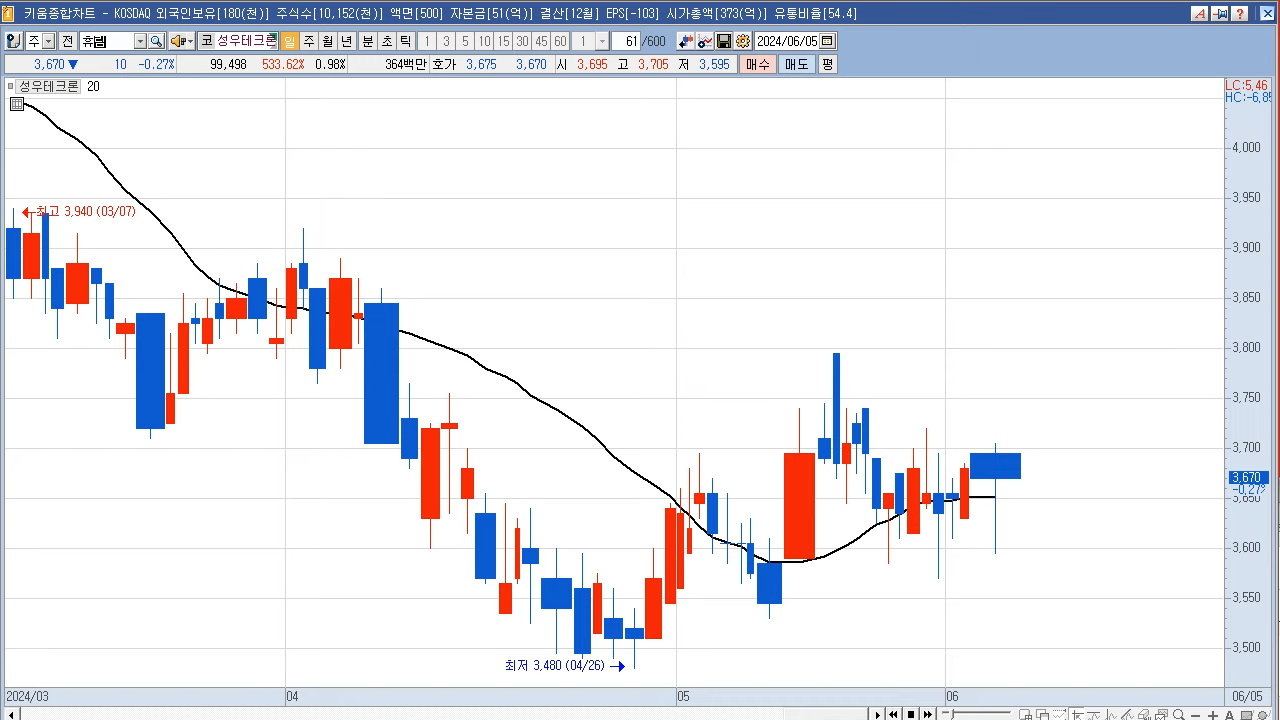 키움종합차트 - KOSDAQ 외국인보유[180(천)] 주식수[10,152(천)] 액면[500] 자본금[51(억)] 결산[12월] EPS[-103] 시가총액[373(억)] 유통비율[54.4]
주 전 코 성우테크론 일 주 월 년 분 초 틱 1 3 5 10 15 30 45 60 1 61 /600 2024/06/05
3,670 ▼ 10 -0.27% 99,498 533.62% 0.98% 364백만 호가 3,675 3,670 시 3,695 고 3,705 저 3,595 매수 매도 평
성우테크론 20
LC:5,46
HC:-6,85
4,000
3,950
최고 3,940 (03/07)
3,900
3,850
3,800
3,750
3,700
3,670
-0.27%
3,650
3,600
3,550
3,500
최저 3,480 (04/26)
2024/03 04 05 06 06/05